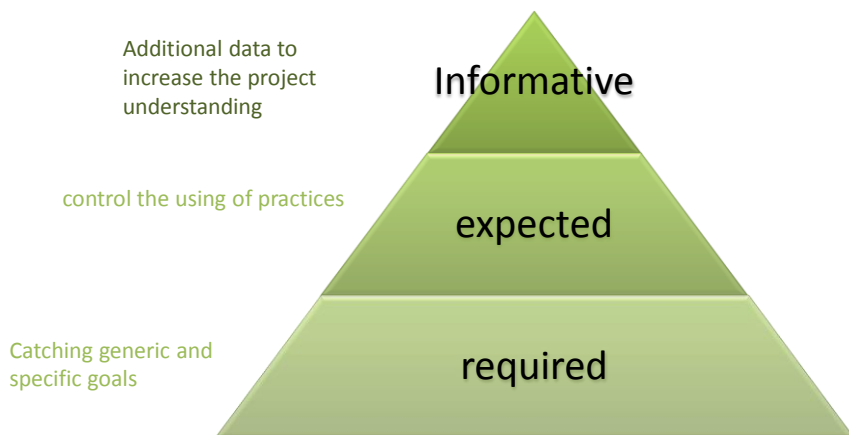 Additional data to
increase the project
understanding
Informative
control the using of practices
expected
Catching generic and
specific goals
required